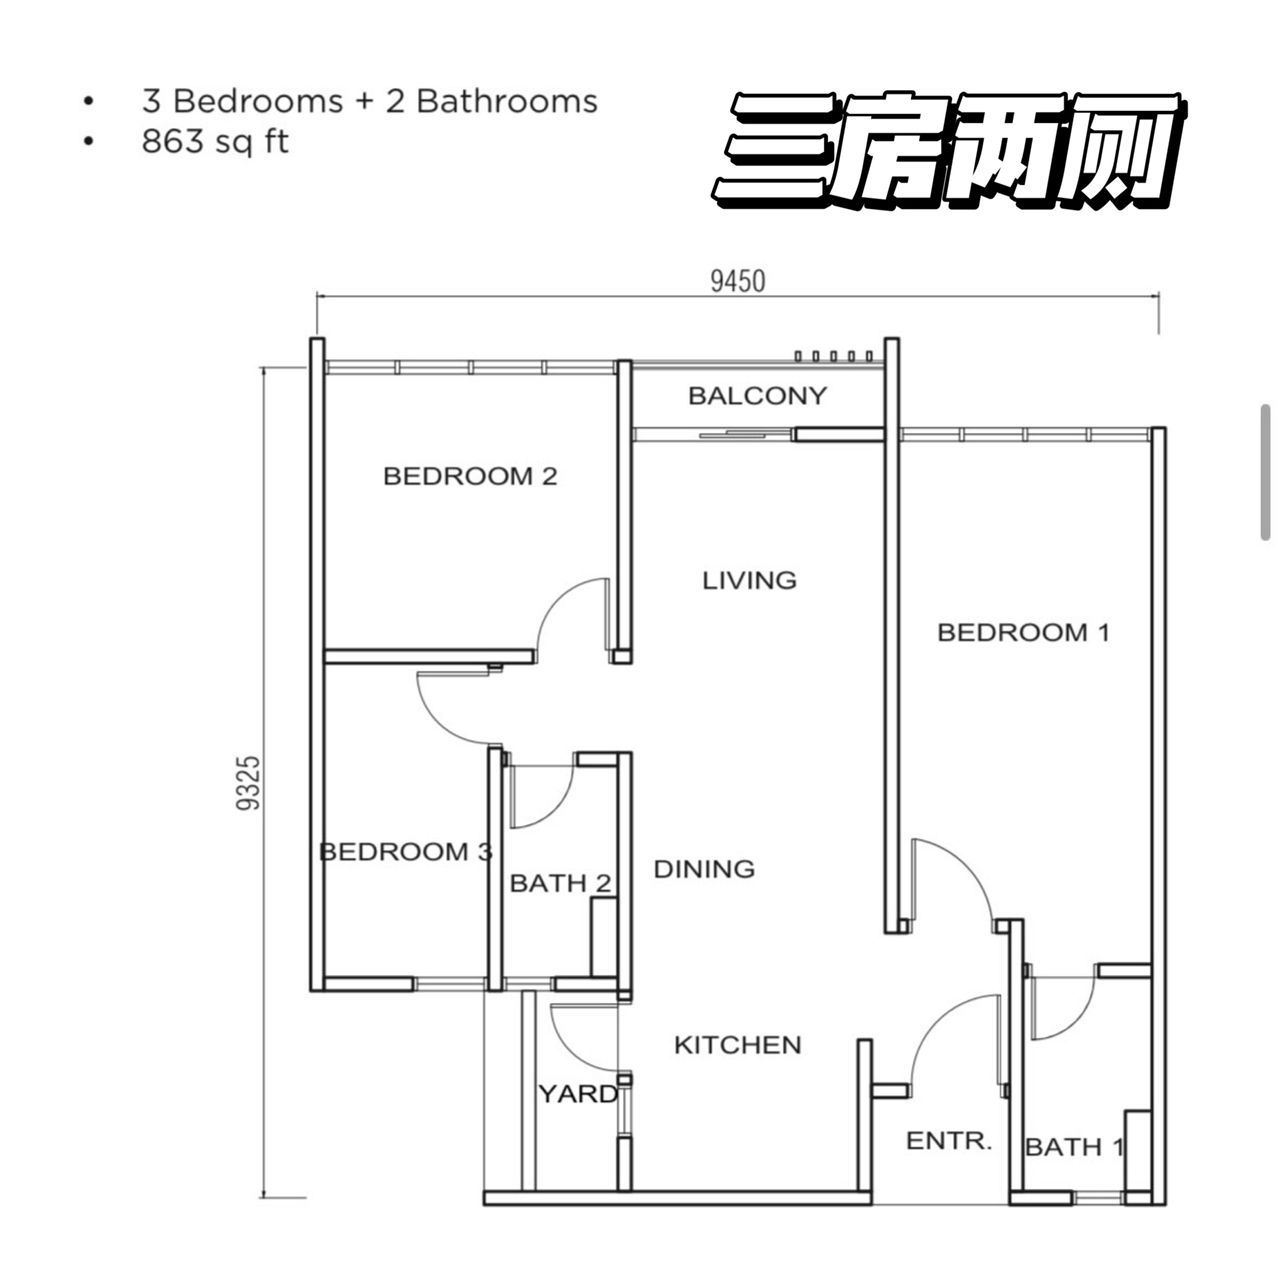 • 3 Bedrooms + 2 Bathrooms
• 863 sq ft
三房两厕
9450
BALCONY
BEDROOM 2
LIVING
BEDROOM 1
9325
BEDROOM 3
DINING
BATH 2
KITCHEN
YARD
ENTR.
BATH 1